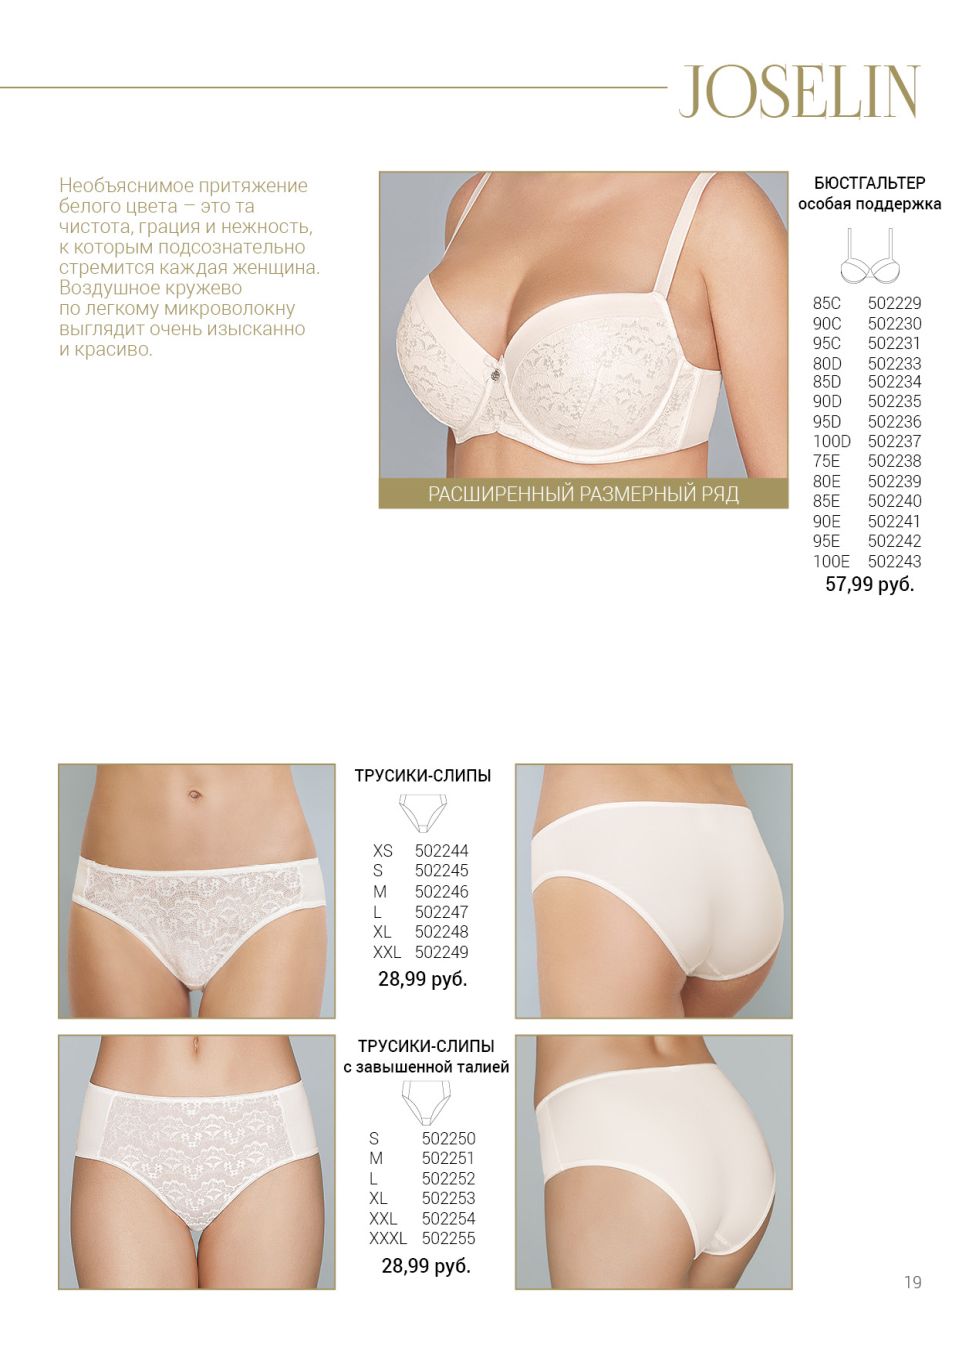 JOSELIN
Необъяснимое притяжение
белого цвета – это та
чистота, грация и нежность,
к которым подсознательно
стремится каждая женщина.
Воздушное кружево
по легкому микроволокну
выглядит очень изысканно
и красиво.
РАСШИРЕННЫЙ РАЗМЕРНЫЙ РЯД
БЮСТГАЛЬТЕР
особая поддержка
85C 502229
90C 502230
95C 502231
80D 502233
85D 502234
90D 502235
95D 502236
100D 502237
75E 502238
80E 502239
85E 502240
90E 502241
95E 502242
100E 502243
57,99 руб.
ТРУСИКИ-СЛИПЫ
XS 502244
S 502245
M 502246
L 502247
XL 502248
XXL 502249
28,99 руб.
ТРУСИКИ-СЛИПЫ
с завышенной талией
S 502250
M 502251
L 502252
XL 502253
XXL 502254
XXXL 502255
28,99 руб.
19